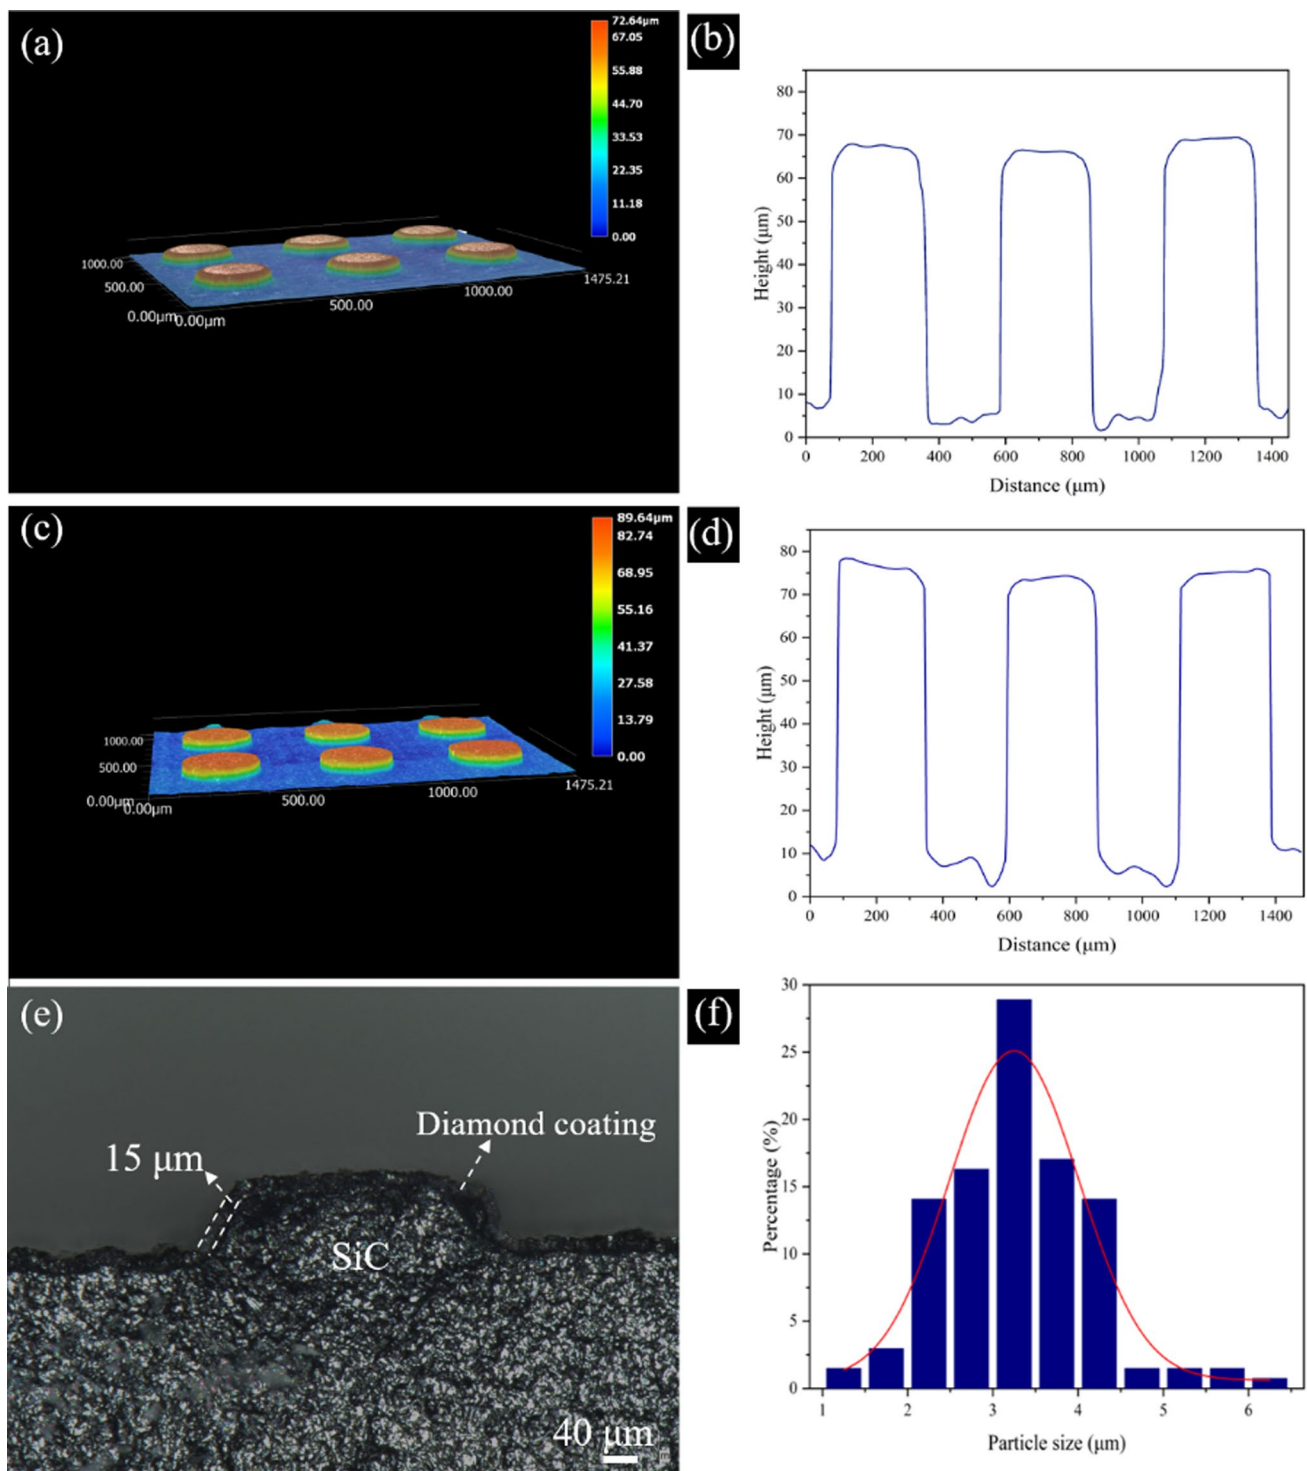 (a)
72.64μm
67.05
55.88
44.70
33.53
22.35
11.18
0.00
1000.00
500.00
0.00μm
0.00μm
500.00
1000.00
1475.21
(b)
80
70
60
50
40
30
20
10
0
Height (μm)
0 200 400 600 800 1000 1200 1400
Distance (μm)
(c)
89.64μm
82.74
68.95
55.16
41.37
27.58
13.79
0.00
1000.00
500.00
0.00μm
0.00μm
500.00
1000.00
1475.21
(d)
80
70
60
50
40
30
20
10
0
Height (μm)
0 200 400 600 800 1000 1200 1400
Distance (μm)
(e)
Diamond coating
15 μm
SiC
40 μm
(f)
30
25
20
15
10
5
0
Percentage (%)
1 2 3 4 5 6
Particle size (μm)